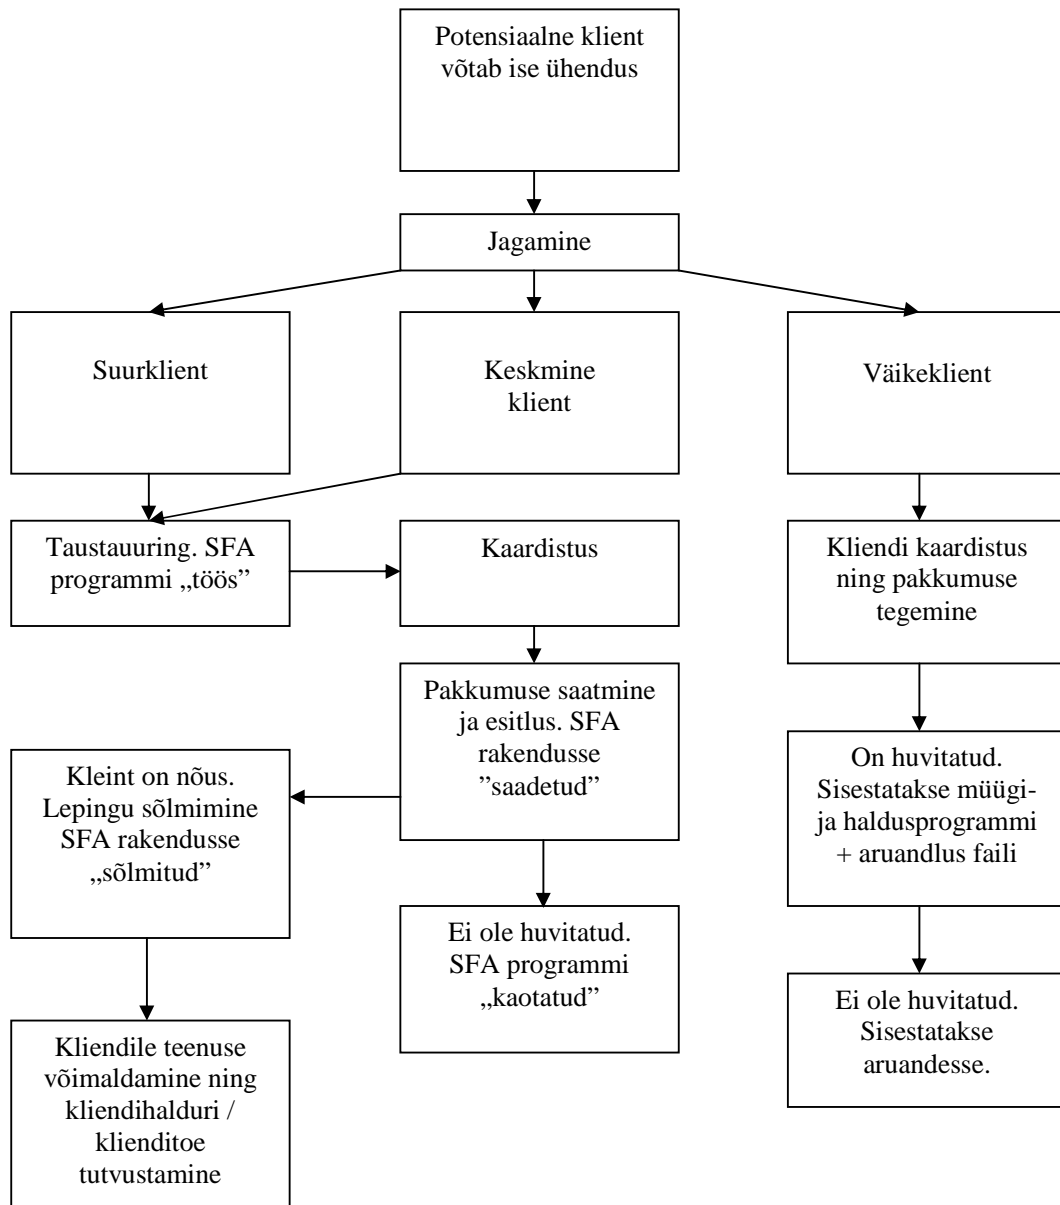 Potensiaalne klient
võtab ise ühendus
Jagamine
Suurklient
Keskmine
klient
Väikeklient
Taustauuring. SFA
programmi „töös”
Kaardistus
Kliendi kaardistus
ning pakkumuse
tegemine
Pakkumuse saatmine
ja esitlus. SFA
rakendusse
”saadetud”
Kleint on nõus.
Lepingu sõlmimine
SFA rakendusse
„sõlmitud”
On huvitatud.
Sisestatakse müügi-
ja haldusprogrammi
+ aruandlus faili
Ei ole huvitatud.
SFA programmi
„kaotatud”
Ei ole huvitatud.
Sisestatakse
aruandesse.
Kliendile teenuse
võimaldamine ning
kliendihalduri /
klienditoe
tutvustamine